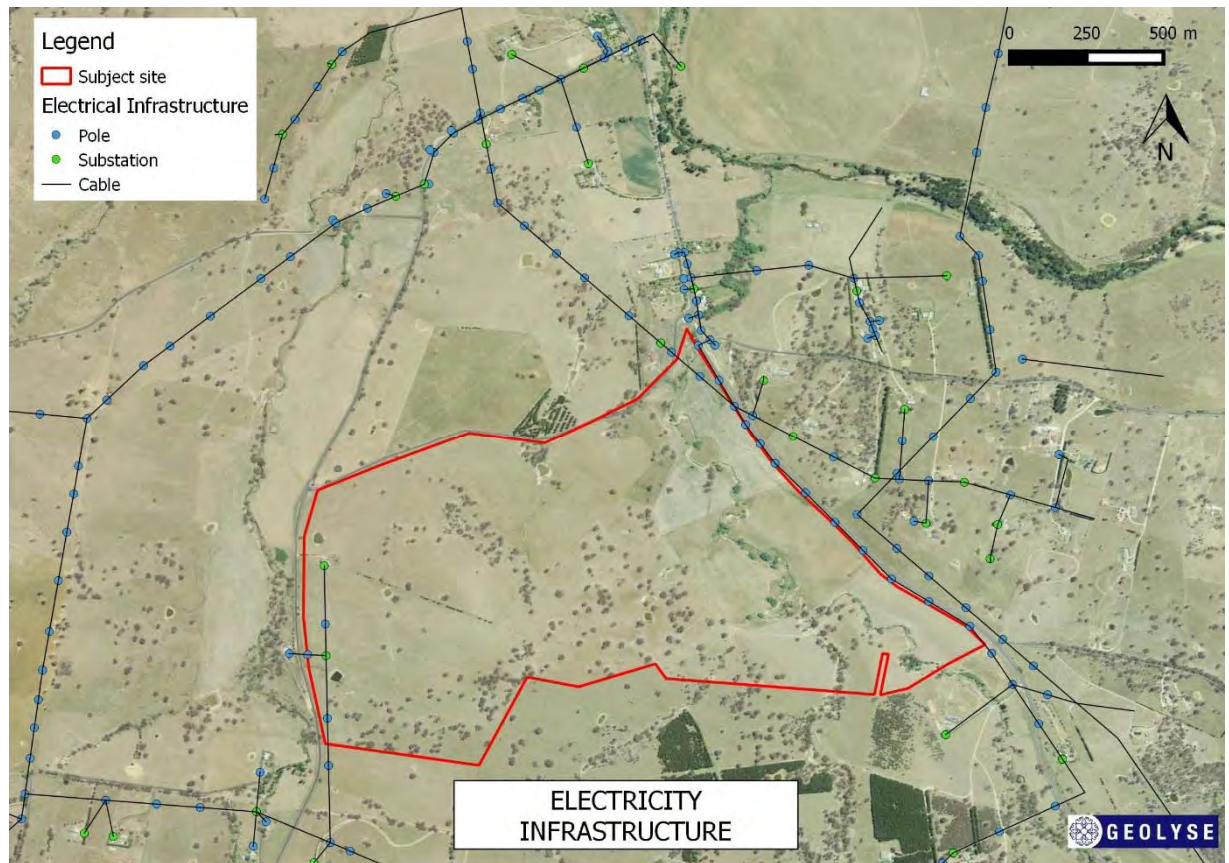 Legend
Subject site
Electrical Infrastructure
Pole
Substation
Cable
0 250 500 m
N
ELECTRICITY
INFRASTRUCTURE
GEOLYSE